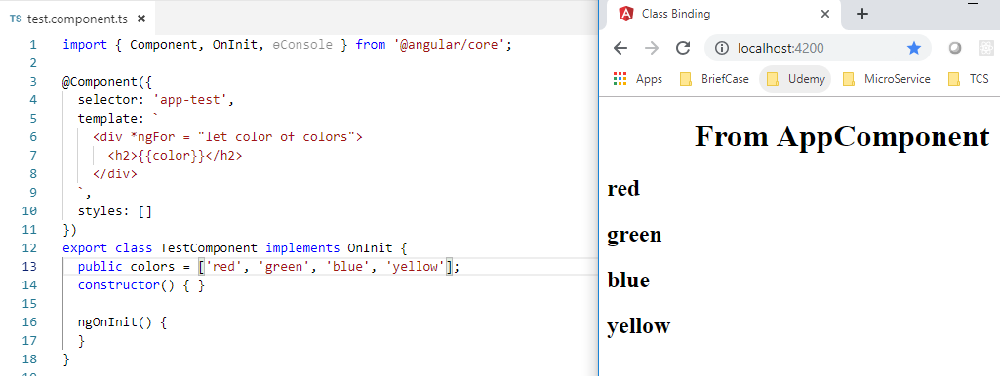 TS test.component.ts ×
1 import { Component, OnInit, ɵConsole } from '@angular/core';
2
3 @Component({
4   selector: 'app-test',
5   template: `
6     <div *ngFor = "let color of colors">
7       <h2>{{color}}</h2>
8     </div>
9   `,
10   styles: []
11 })
12 export class TestComponent implements OnInit {
13   public colors = ['red', 'green', 'blue', 'yellow'];
14   constructor() { }
15
16   ngOnInit() {
17   }
18 }
Class Binding
localhost:4200
Apps BriefCase Udemy MicroService TCS
From AppComponent
red
green
blue
yellow